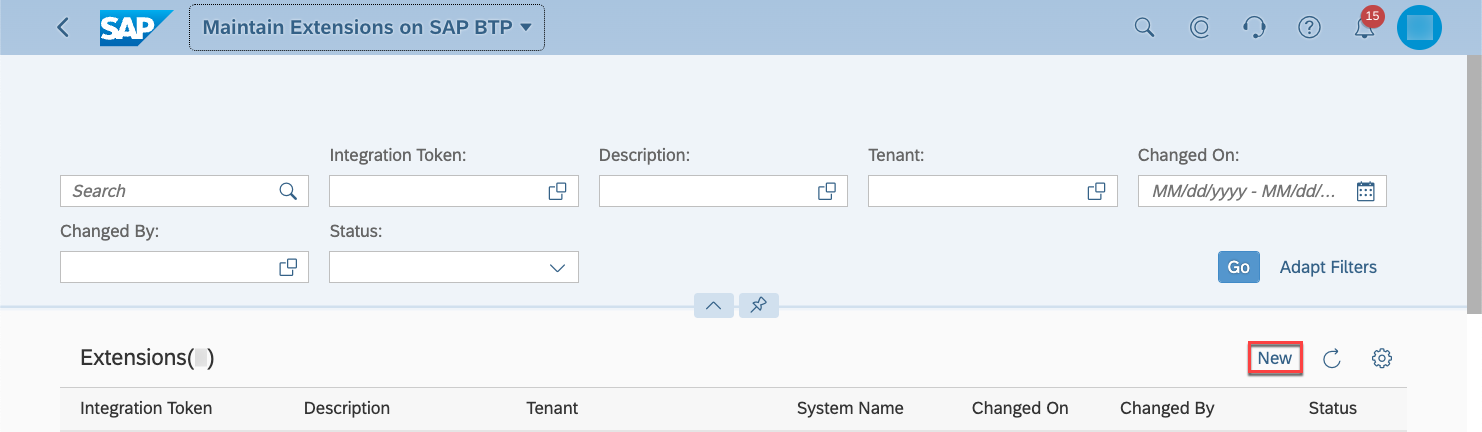 SAP Maintain Extensions on SAP BTP 15
Integration Token: Description: Tenant: Changed On:
Search MM/dd/yyyy - MM/dd/...
Changed By: Status:
Go Adapt Filters
Extensions( ) New
Integration Token Description Tenant System Name Changed On Changed By Status